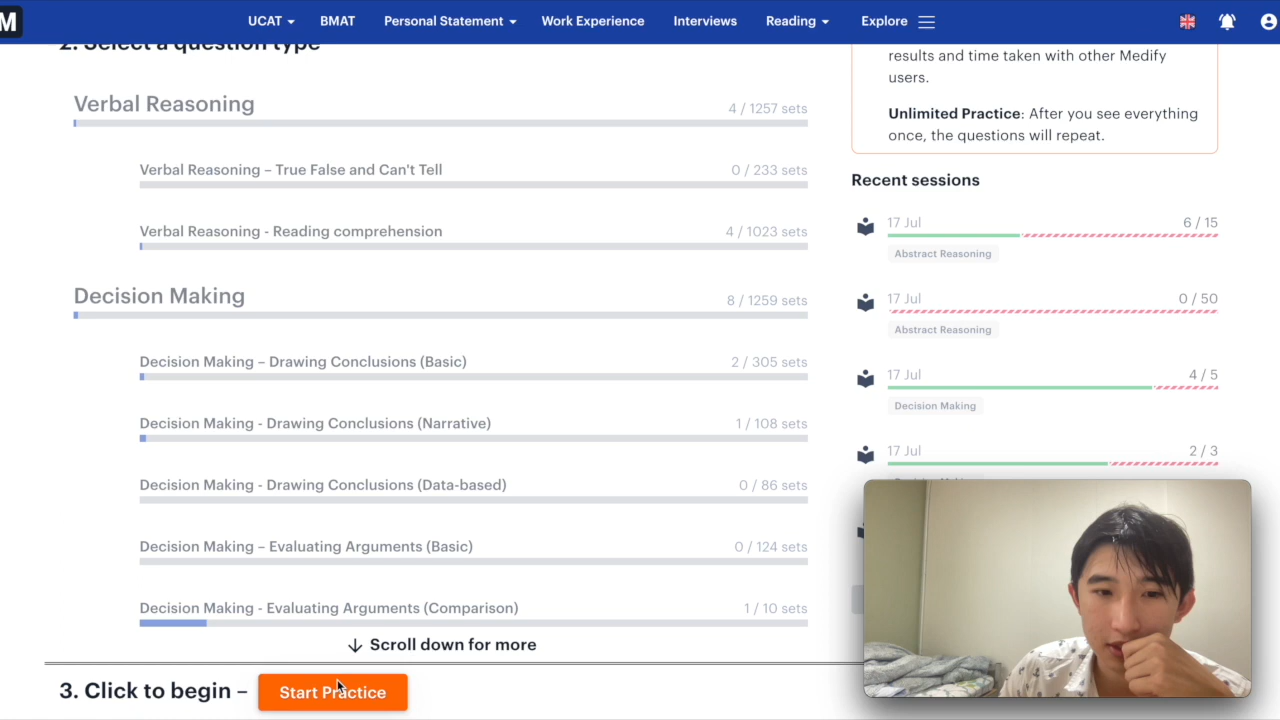 M
UCAT
BMAT
Personal Statement
Work Experience
Interviews
Reading
Explore
2. Select a question type
Verbal Reasoning
4 / 1257 sets
Verbal Reasoning – True False and Can't Tell
0 / 233 sets
Verbal Reasoning - Reading comprehension
4 / 1023 sets
Decision Making
8 / 1259 sets
Decision Making – Drawing Conclusions (Basic)
2 / 305 sets
Decision Making - Drawing Conclusions (Narrative)
1 / 108 sets
Decision Making - Drawing Conclusions (Data-based)
0 / 86 sets
Decision Making – Evaluating Arguments (Basic)
0 / 124 sets
Decision Making - Evaluating Arguments (Comparison)
1 / 10 sets
↓ Scroll down for more
3. Click to begin –
Start Practice
results and time taken with other Medify
users.
Unlimited Practice: After you see everything
once, the questions will repeat.
Recent sessions
17 Jul
6 / 15
Abstract Reasoning
17 Jul
0 / 50
Abstract Reasoning
17 Jul
4 / 5
Decision Making
17 Jul
2 / 3